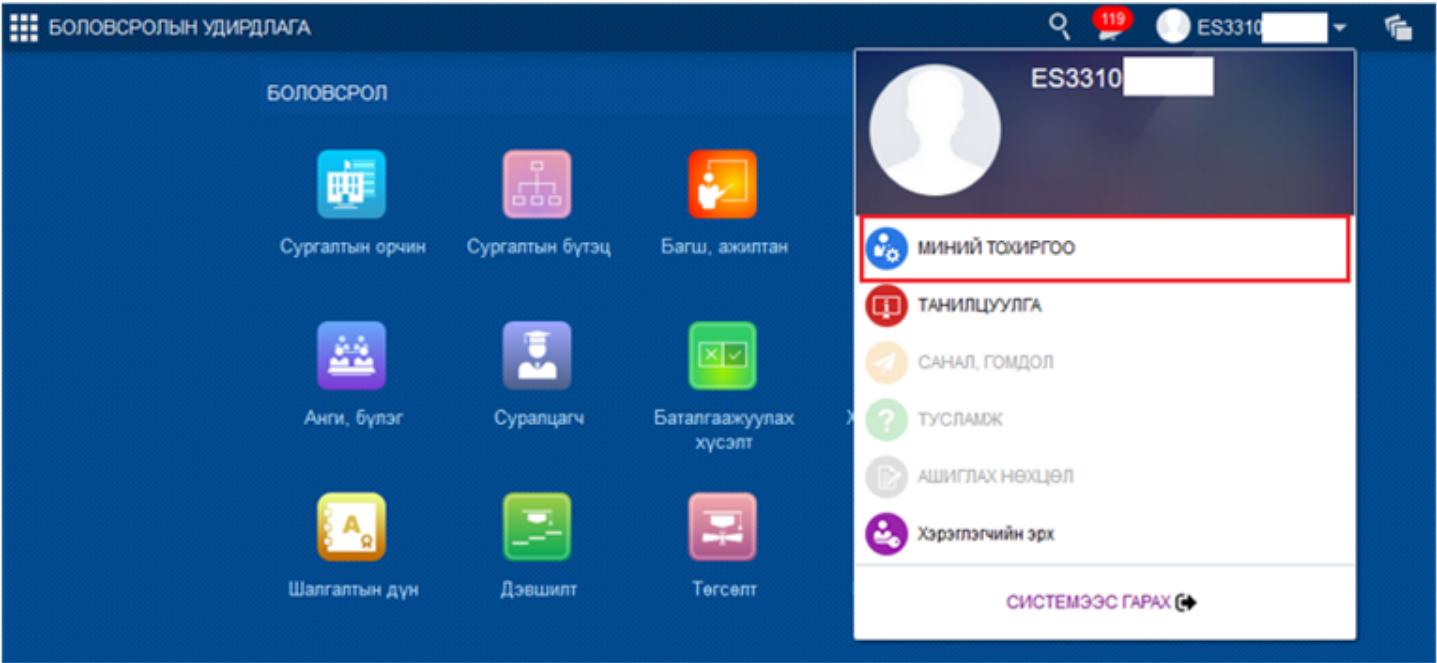 БОЛОВСРОЛЫН УДИРДЛАГА
119
ES3310
БОЛОВСРОЛ
Сургалтын орчин
Сургалтын бүтэц
Багш, ажилтан
Анги, бүлэг
Суралцагч
Баталгаажуулах
хүсэлт
Х
Шалгалтын дүн
Дэвшилт
Төгсөлт
ES3310
МИНИЙ ТОХИРГОО
ТАНИЛЦУУЛГА
САНАЛ, ГОМДОЛ
ТУСЛАМЖ
АШИГЛАХ НӨХЦӨЛ
Хэрэглэгчийн эрх
СИСТЕМЭЭС ГАРАХ